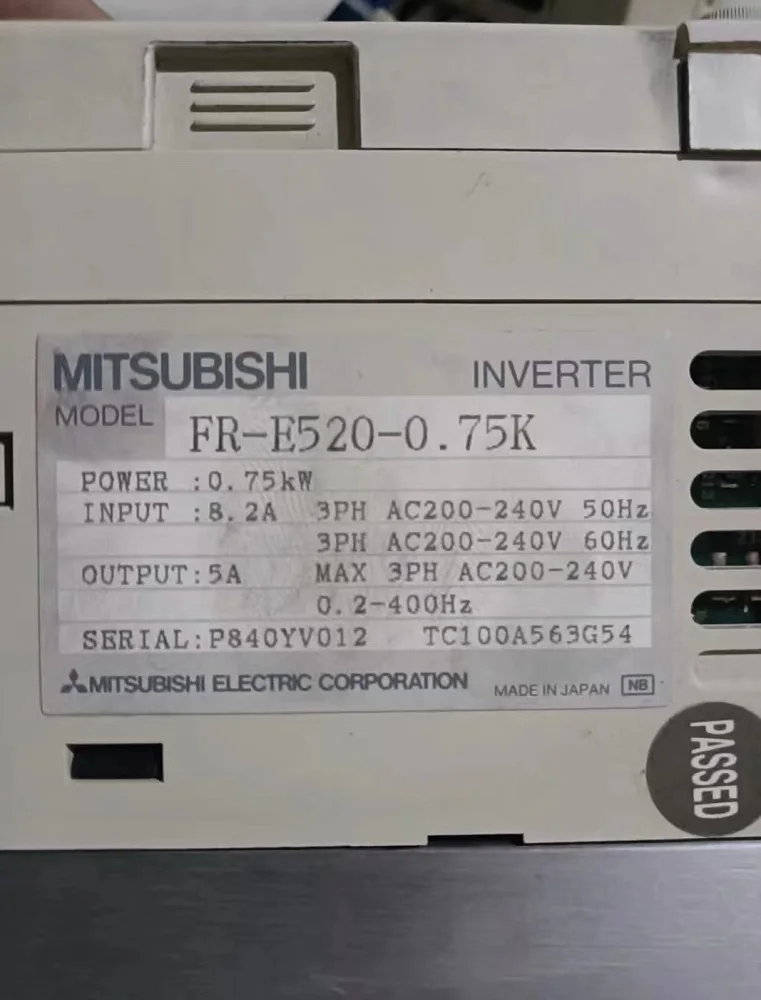 MITSUBISHI INVERTER
MODEL FR-E520-0.75K
POWER :0.75kW
INPUT :8.2A 3PH AC200-240V 50Hz
3PH AC200-240V 60Hz
OUTPUT:5A MAX 3PH AC200-240V
0.2-400Hz
SERIAL:P840YV012 TC100A563G54
MITSUBISHI ELECTRIC CORPORATION MADE IN JAPAN NB
PASSED